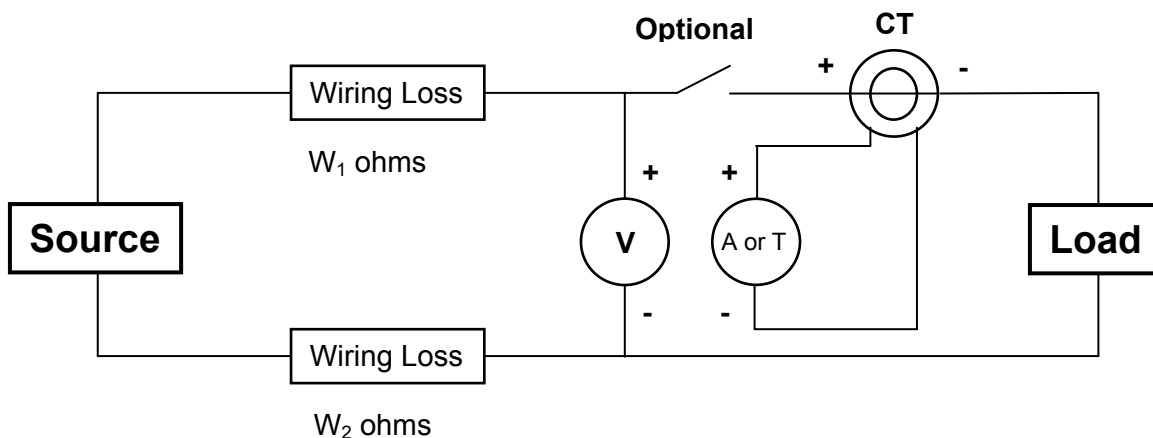 Optional
CT
+
-
Wiring Loss
W₁ ohms
+
+
Source
V
A or T
Load
-
-
Wiring Loss
W₂ ohms